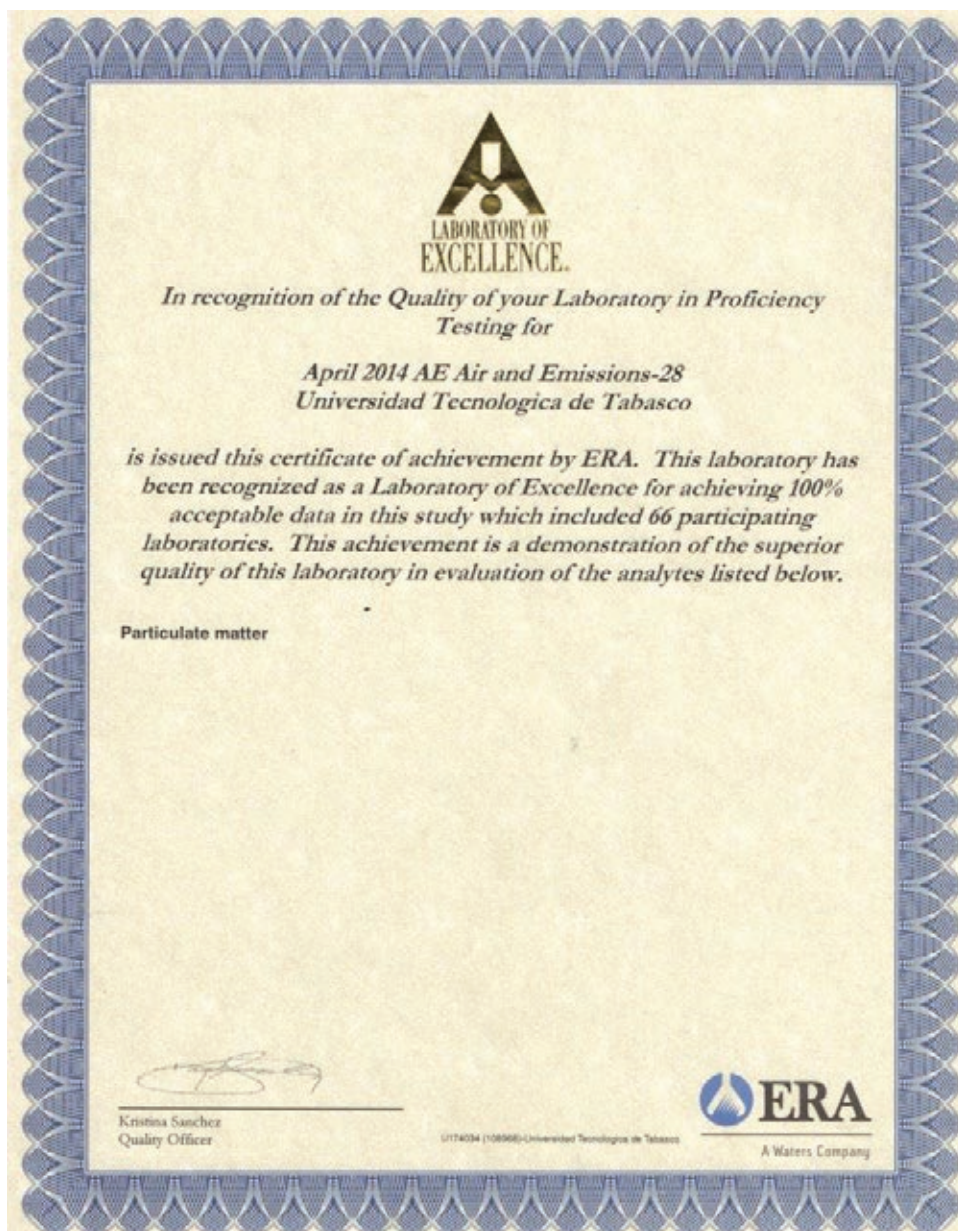 LABORATORY OF
EXCELLENCE.
In recognition of the Quality of your Laboratory in Proficiency
Testing for
April 2014 AE Air and Emissions-28
Universidad Tecnologica de Tabasco
is issued this certificate of achievement by ERA. This laboratory has
been recognized as a Laboratory of Excellence for achieving 100%
acceptable data in this study which included 66 participating
laboratories. This achievement is a demonstration of the superior
quality of this laboratory in evaluation of the analytes listed below.
Particulate matter
Kristina Sanchez
Quality Officer
Universidad Tecnologica de Tabasco
ERA
A Waters Company